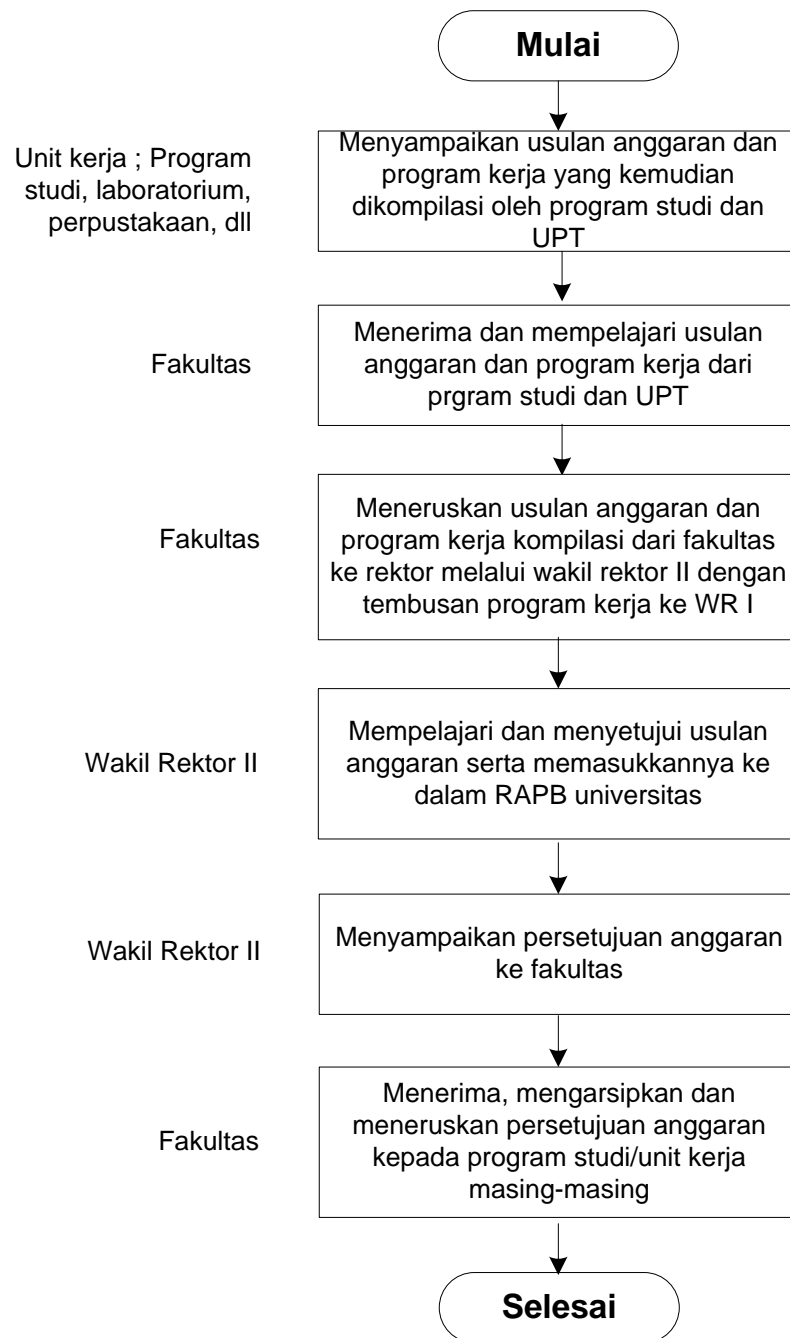 Mulai
Unit kerja ; Program
studi, laboratorium,
perpustakaan, dll
Menyampaikan usulan anggaran dan
program kerja yang kemudian
dikompilasi oleh program studi dan
UPT
Fakultas
Menerima dan mempelajari usulan
anggaran dan program kerja dari
prgram studi dan UPT
Fakultas
Meneruskan usulan anggaran dan
program kerja kompilasi dari fakultas
ke rektor melalui wakil rektor II dengan
tembusan program kerja ke WR I
Wakil Rektor II
Mempelajari dan menyetujui usulan
anggaran serta memasukkannya ke
dalam RAPB universitas
Wakil Rektor II
Menyampaikan persetujuan anggaran
ke fakultas
Fakultas
Menerima, mengarsipkan dan
meneruskan persetujuan anggaran
kepada program studi/unit kerja
masing-masing
Selesai